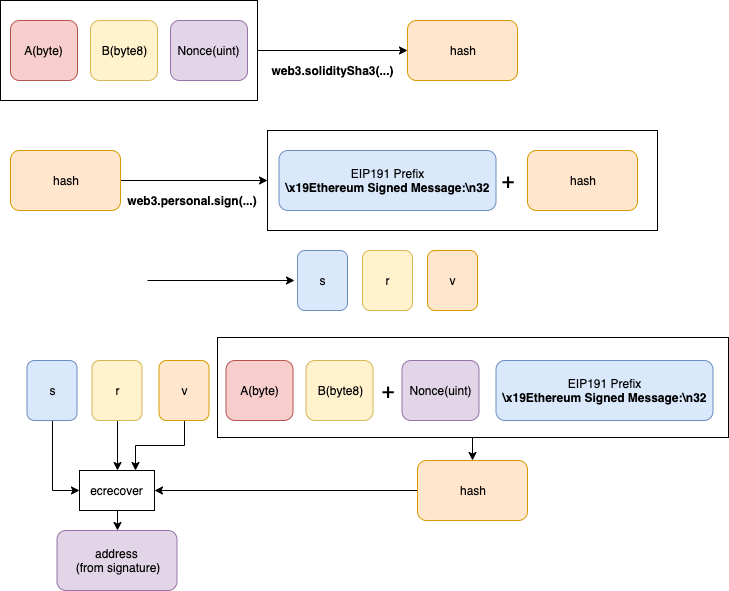 A(byte)
B(byte8)
Nonce(uint)
web3.soliditySha3(...)
hash
hash
web3.personal.sign(...)
EIP191 Prefix
\x19Ethereum Signed Message:\n32
+
hash
s
r
v
s
r
v
A(byte)
B(byte8)
+
Nonce(uint)
EIP191 Prefix
\x19Ethereum Signed Message:\n32
ecrecover
hash
address
(from signature)